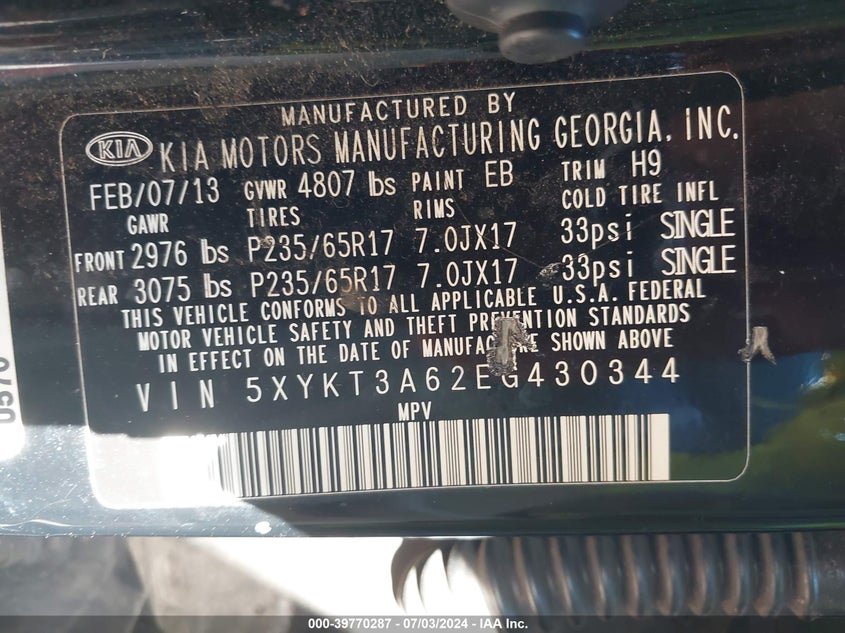 MANUFACTURED BY
KIA KIA MOTORS MANUFACTURING GEORGIA, INC.
FEB/07/13 GVWR 4807 lbs PAINT EB TRIM H9
GAWR TIRES RIMS COLD TIRE INFL
FRONT 2976 lbs P235/65R17 7.0JX17 33psi SINGLE
REAR 3075 lbs P235/65R17 7.0JX17 33psi SINGLE
THIS VEHICLE CONFORMS TO ALL APPLICABLE U.S.A. FEDERAL
MOTOR VEHICLE SAFETY AND THEFT PREVENTION STANDARDS
IN EFFECT ON THE DATE OF MANUFACTURE SHOWN ABOVE
VIN 5XYKT3A62EG430344
MPV
0570
000-39770287 - 07/03/2024 - IAA Inc.